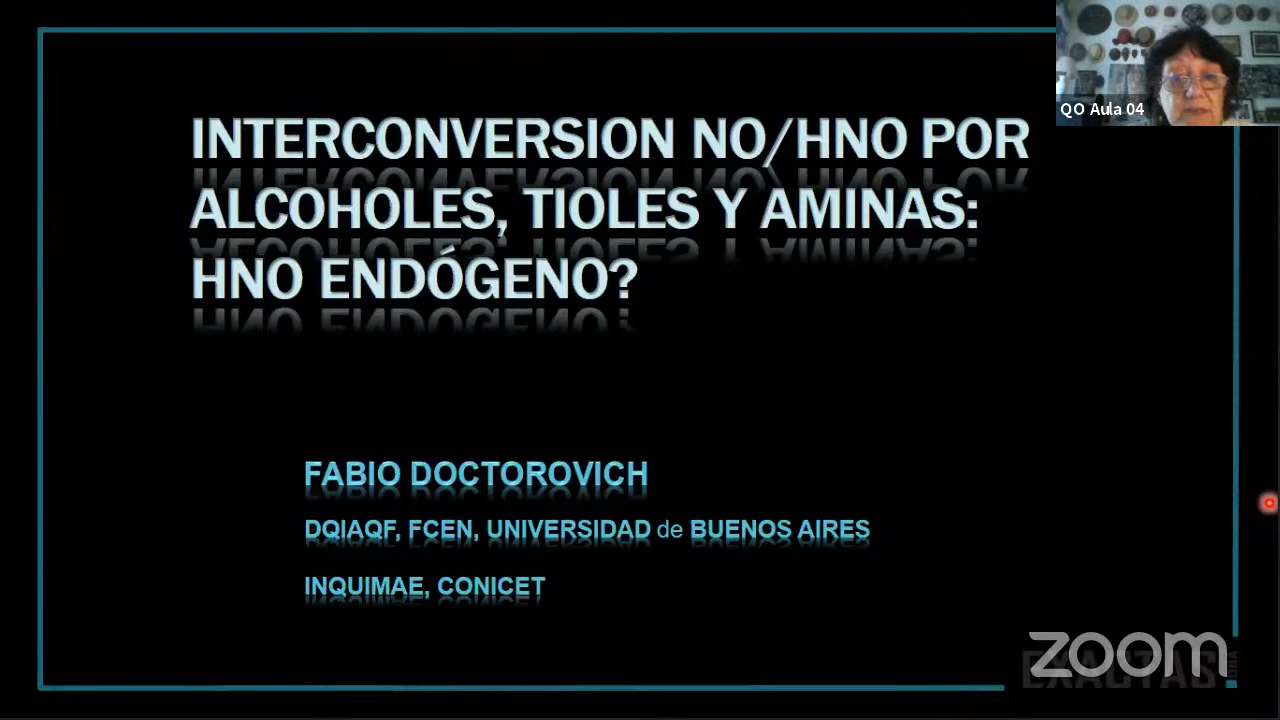 INTERCONVERSION NO/HNO POR
ALCOHOLES, TIOLES Y AMINAS:
HNO ENDÓGENO?
FABIO DOCTOROVICH
DQIAQF, FCEN, UNIVERSIDAD de BUENOS AIRES
INQUIMAE, CONICET
QO Aula 04
zoom
EXACTAS